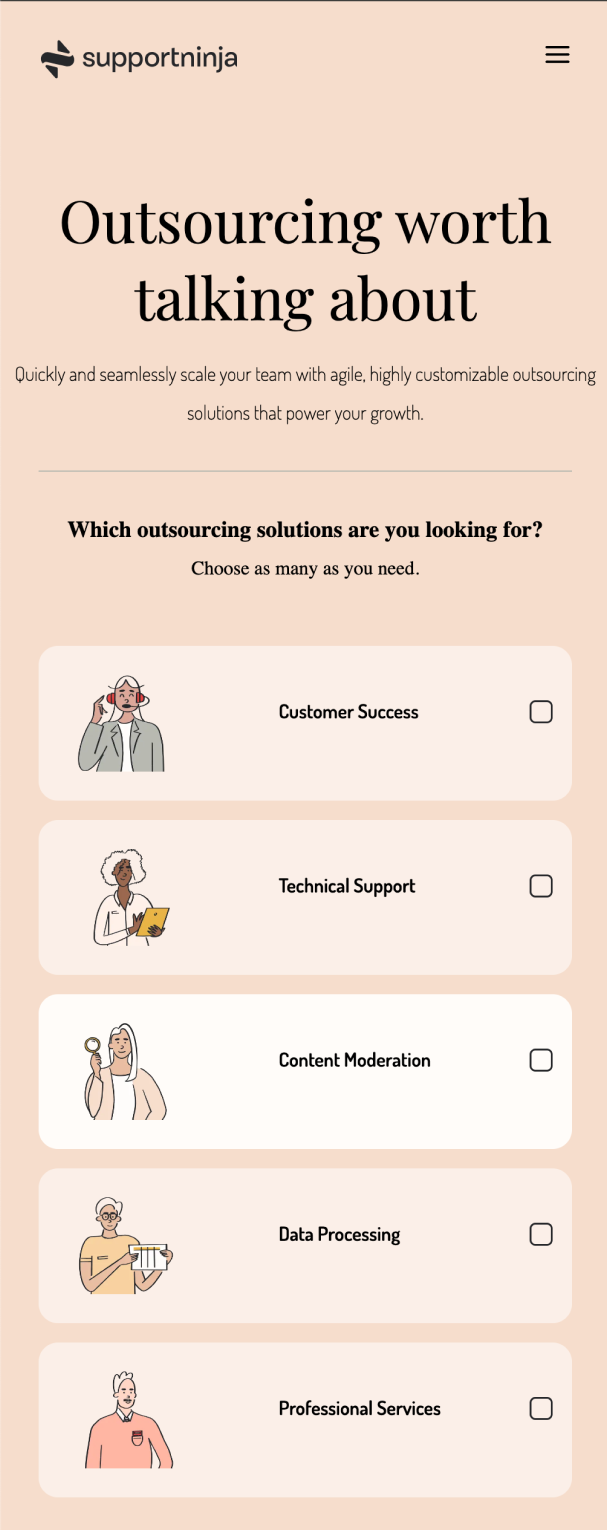 supportninja
Outsourcing worth
talking about
Quickly and seamlessly scale your team with agile, highly customizable outsourcing
solutions that power your growth.
Which outsourcing solutions are you looking for?
Choose as many as you need.
Customer Success
Technical Support
Content Moderation
Data Processing
Professional Services